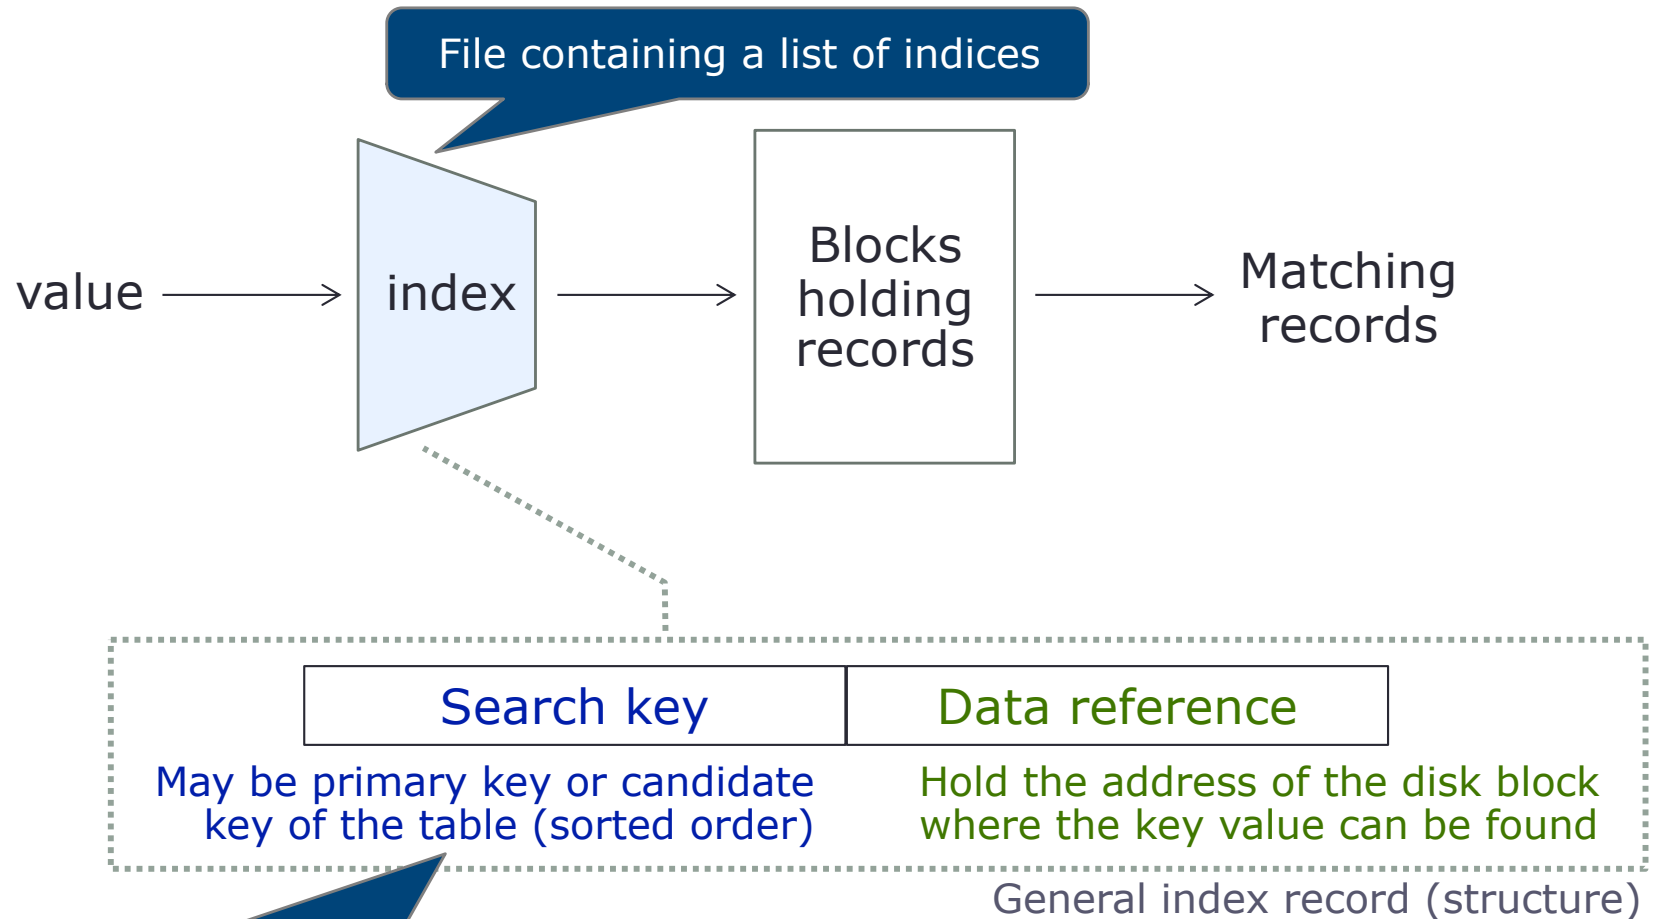 File containing a list of indices
value
index
Blocks
holding
records
Matching
records
Search key
Data reference
May be primary key or candidate
key of the table (sorted order)
Hold the address of the disk block
where the key value can be found
General index record (structure)